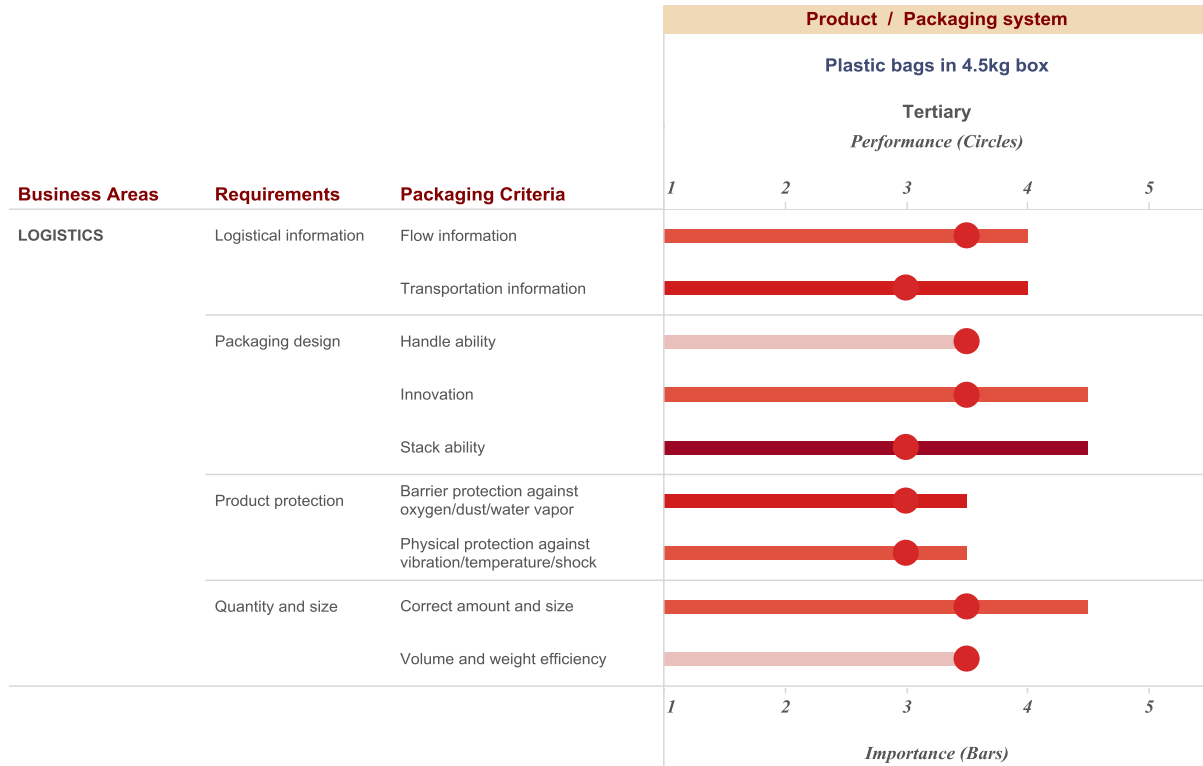 Product / Packaging system
Plastic bags in 4.5kg box
Tertiary
Performance (Circles)
Business Areas Requirements Packaging Criteria 1 2 3 4 5
LOGISTICS Logistical information Flow information
Transportation information
Packaging design Handle ability
Innovation
Stack ability
Product protection Barrier protection against
oxygen/dust/water vapor
Physical protection against
vibration/temperature/shock
Quantity and size Correct amount and size
Volume and weight efficiency
1 2 3 4 5
Importance (Bars)